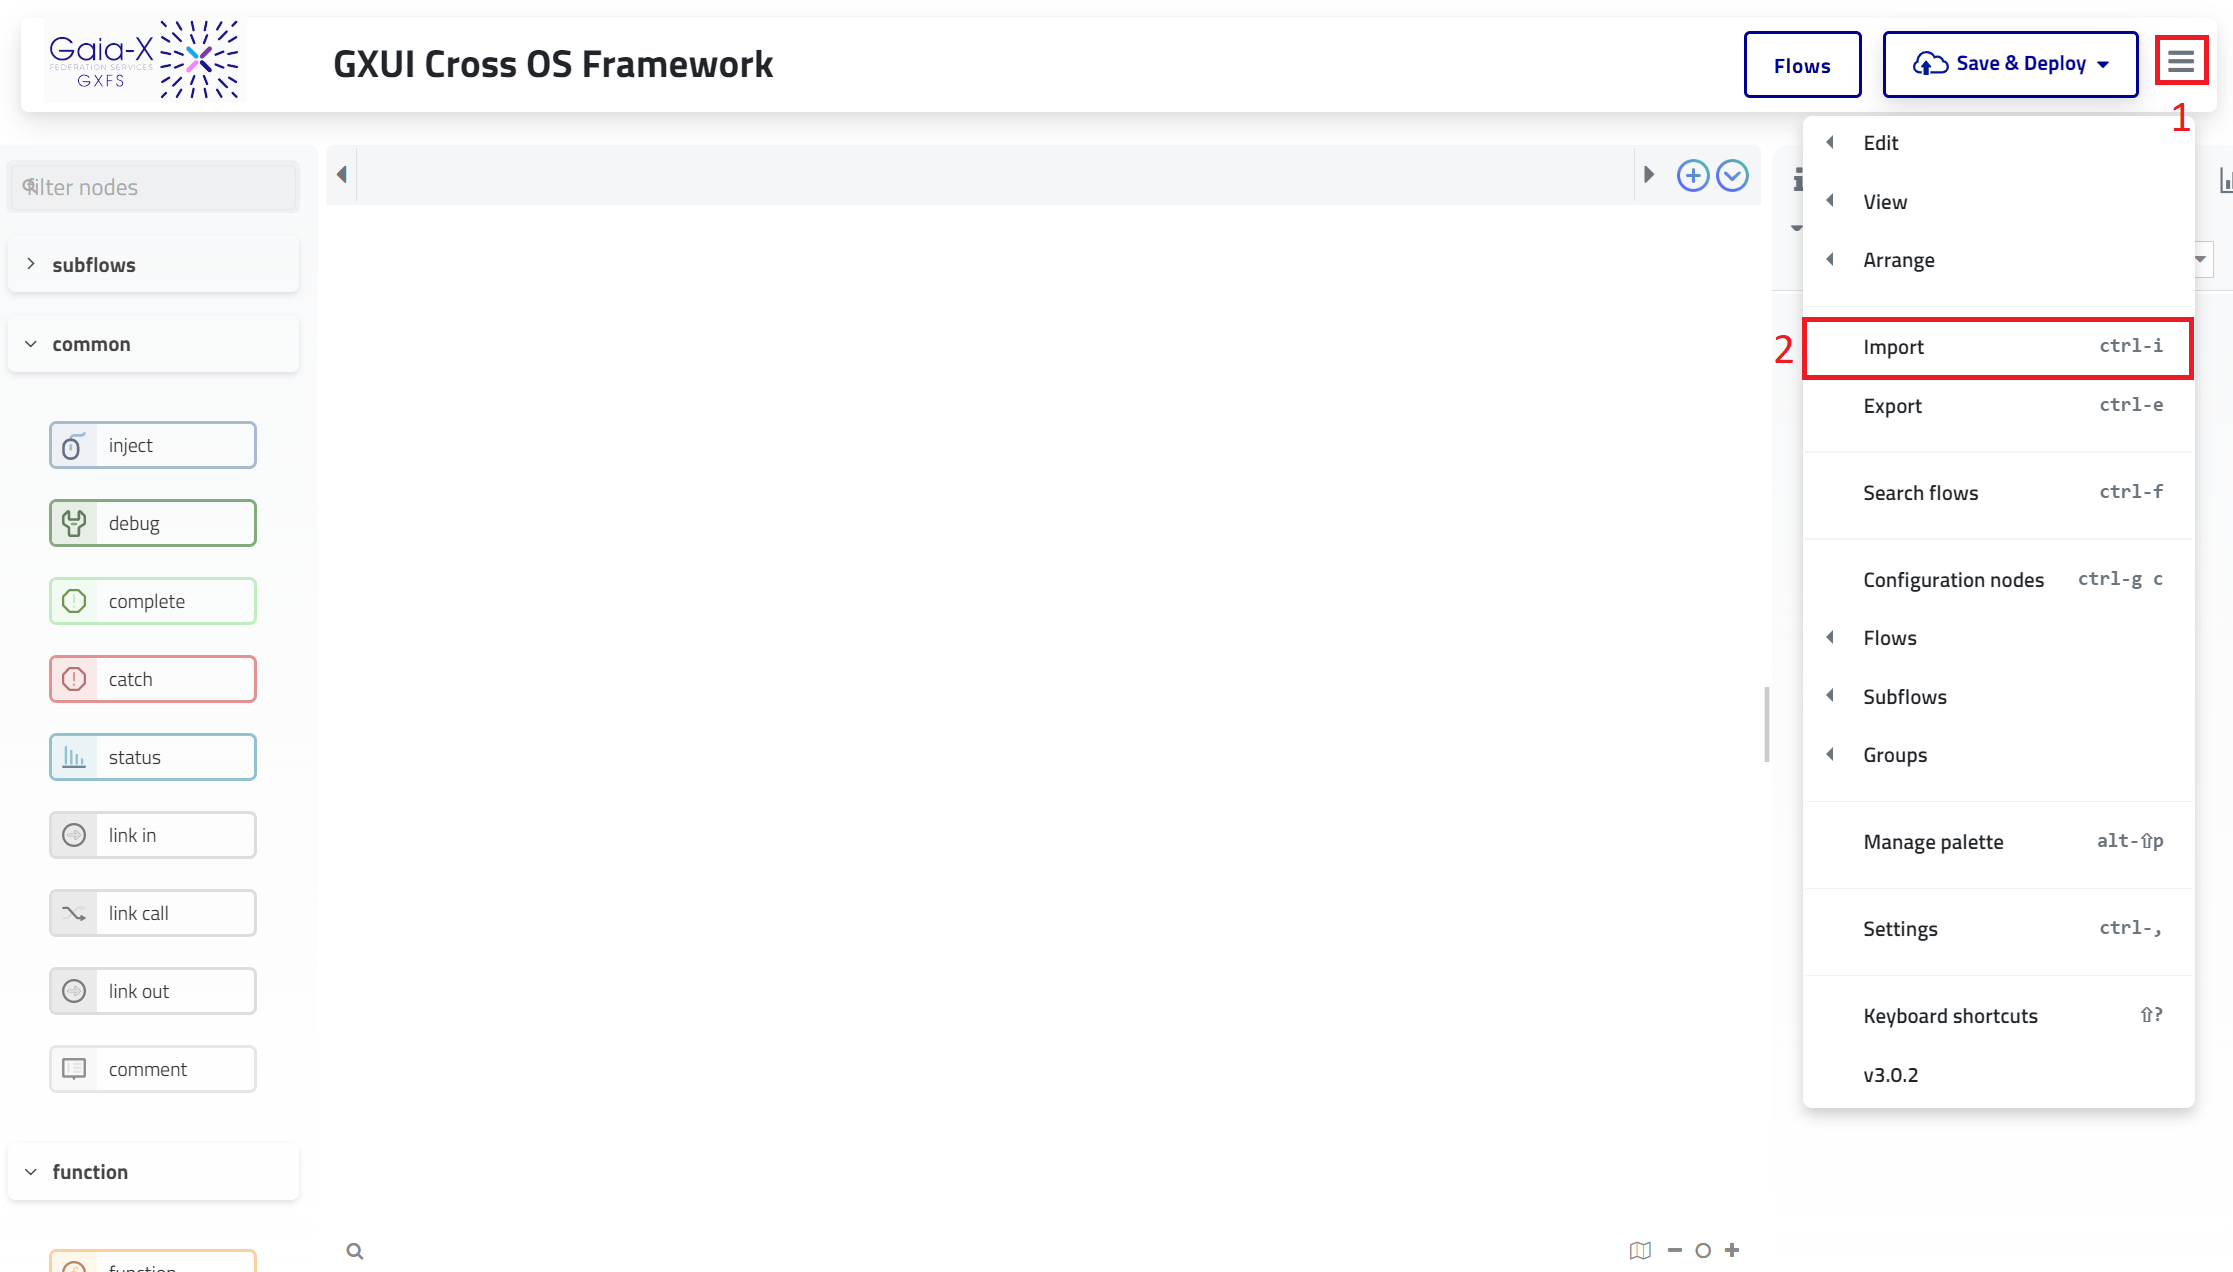 Gaia-X
FEDERATION SERVICES
GXFS
GXUI Cross OS Framework
Flows
Save & Deploy
1
filter nodes
subflows
common
inject
debug
complete
catch
status
link in
link call
link out
comment
function
function
Edit
View
Arrange
2
Import ctrl-i
Export ctrl-e
Search flows ctrl-f
Configuration nodes ctrl-g c
Flows
Subflows
Groups
Manage palette alt-⇧p
Settings ctrl-,
Keyboard shortcuts ⇧?
v3.0.2